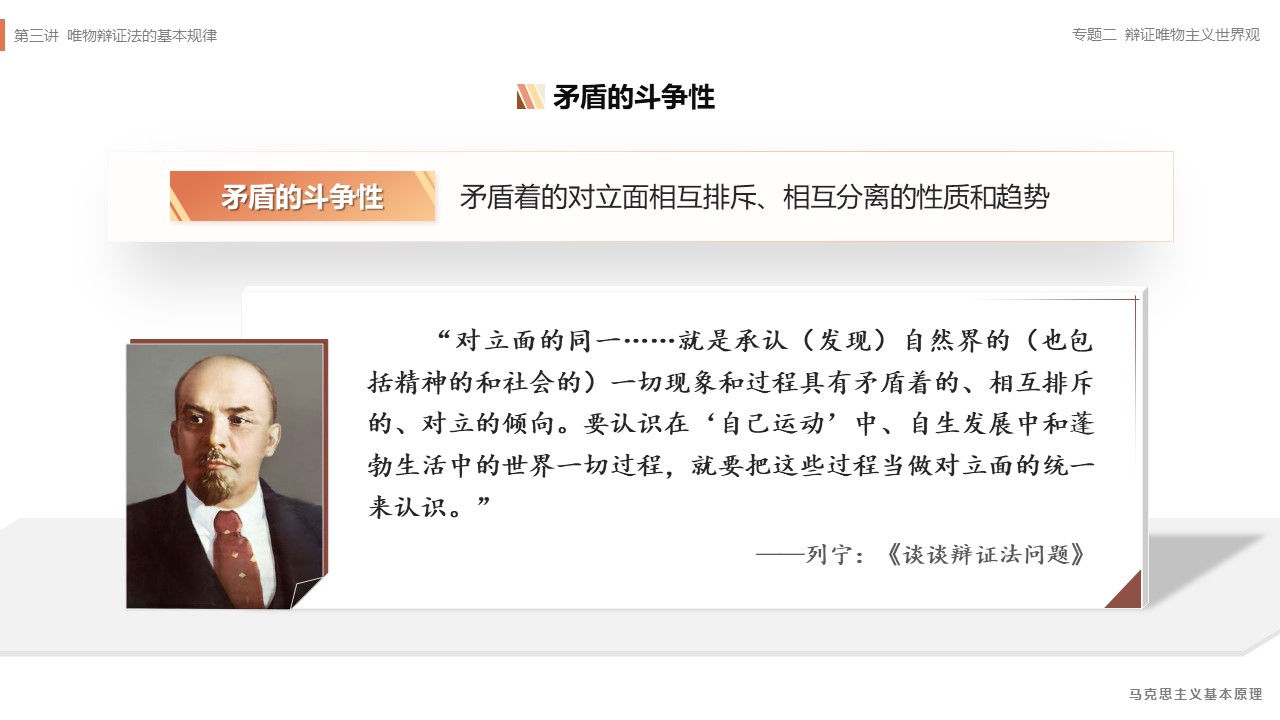 第三讲 唯物辩证法的基本规律
专题二 辩证唯物主义世界观
矛盾的斗争性
矛盾的斗争性
矛盾着的对立面相互排斥、相互分离的性质和趋势
“对立面的同一……就是承认（发现）自然界的（也包
括精神的和社会的）一切现象和过程具有矛盾着的、相互排斥
的、对立的倾向。要认识在‘自己运动’中、自生发展中和蓬
勃生活中的世界一切过程，就要把这些过程当做对立面的统一
来认识。”
——列宁：《谈谈辩证法问题》
马克思主义基本原理